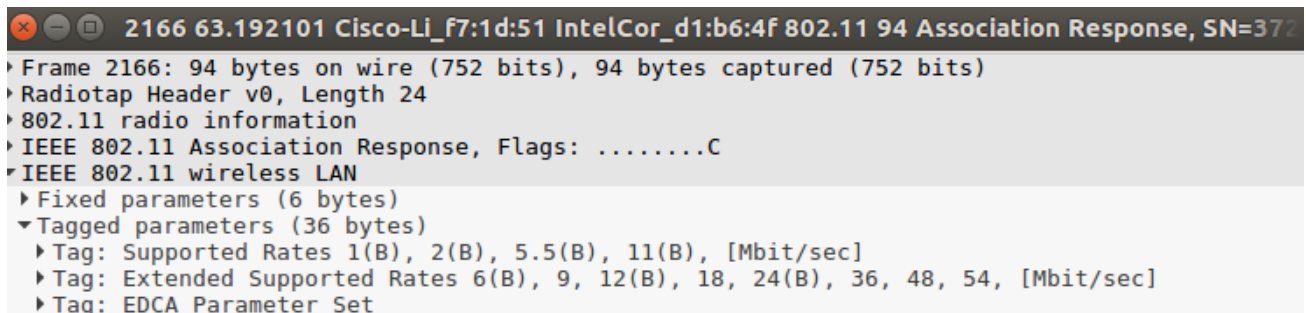 2166 63.192101 Cisco-Li_f7:1d:51 IntelCor_d1:b6:4f 802.11 94 Association Response, SN=372
Frame 2166: 94 bytes on wire (752 bits), 94 bytes captured (752 bits)
Radiotap Header v0, Length 24
802.11 radio information
IEEE 802.11 Association Response, Flags: ........C
IEEE 802.11 wireless LAN
Fixed parameters (6 bytes)
Tagged parameters (36 bytes)
Tag: Supported Rates 1(B), 2(B), 5.5(B), 11(B), [Mbit/sec]
Tag: Extended Supported Rates 6(B), 9, 12(B), 18, 24(B), 36, 48, 54, [Mbit/sec]
Tag: EDCA Parameter Set